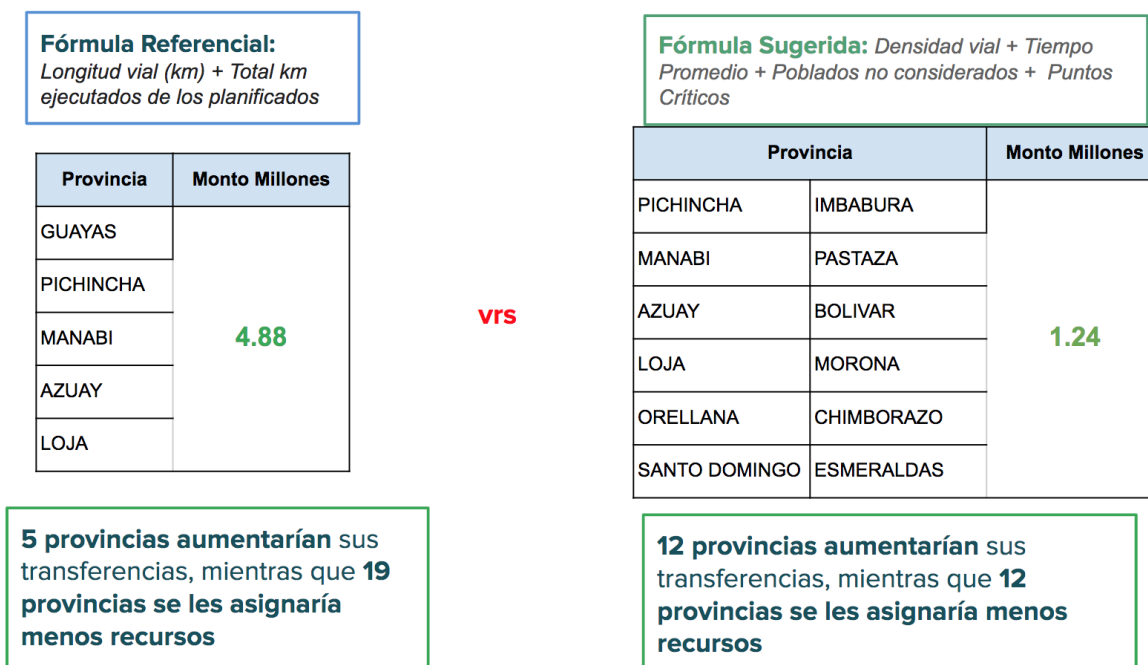 Fórmula Referencial:
Longitud vial (km) + Total km
ejecutados de los planificados
Provincia Monto Millones
GUAYAS
PICHINCHA
MANABI
AZUAY
LOJA
4.88
5 provincias aumentarían sus
transferencias, mientras que 19
provincias se les asignaría
menos recursos
vrs
Fórmula Sugerida: Densidad vial + Tiempo
Promedio + Poblados no considerados + Puntos
Críticos
Provincia Monto Millones
PICHINCHA IMBABURA
MANABI PASTAZA
AZUAY BOLIVAR
LOJA MORONA
ORELLANA CHIMBORAZO
SANTO DOMINGO ESMERALDAS
1.24
12 provincias aumentarían sus
transferencias, mientras que 12
provincias se les asignaría menos
recursos